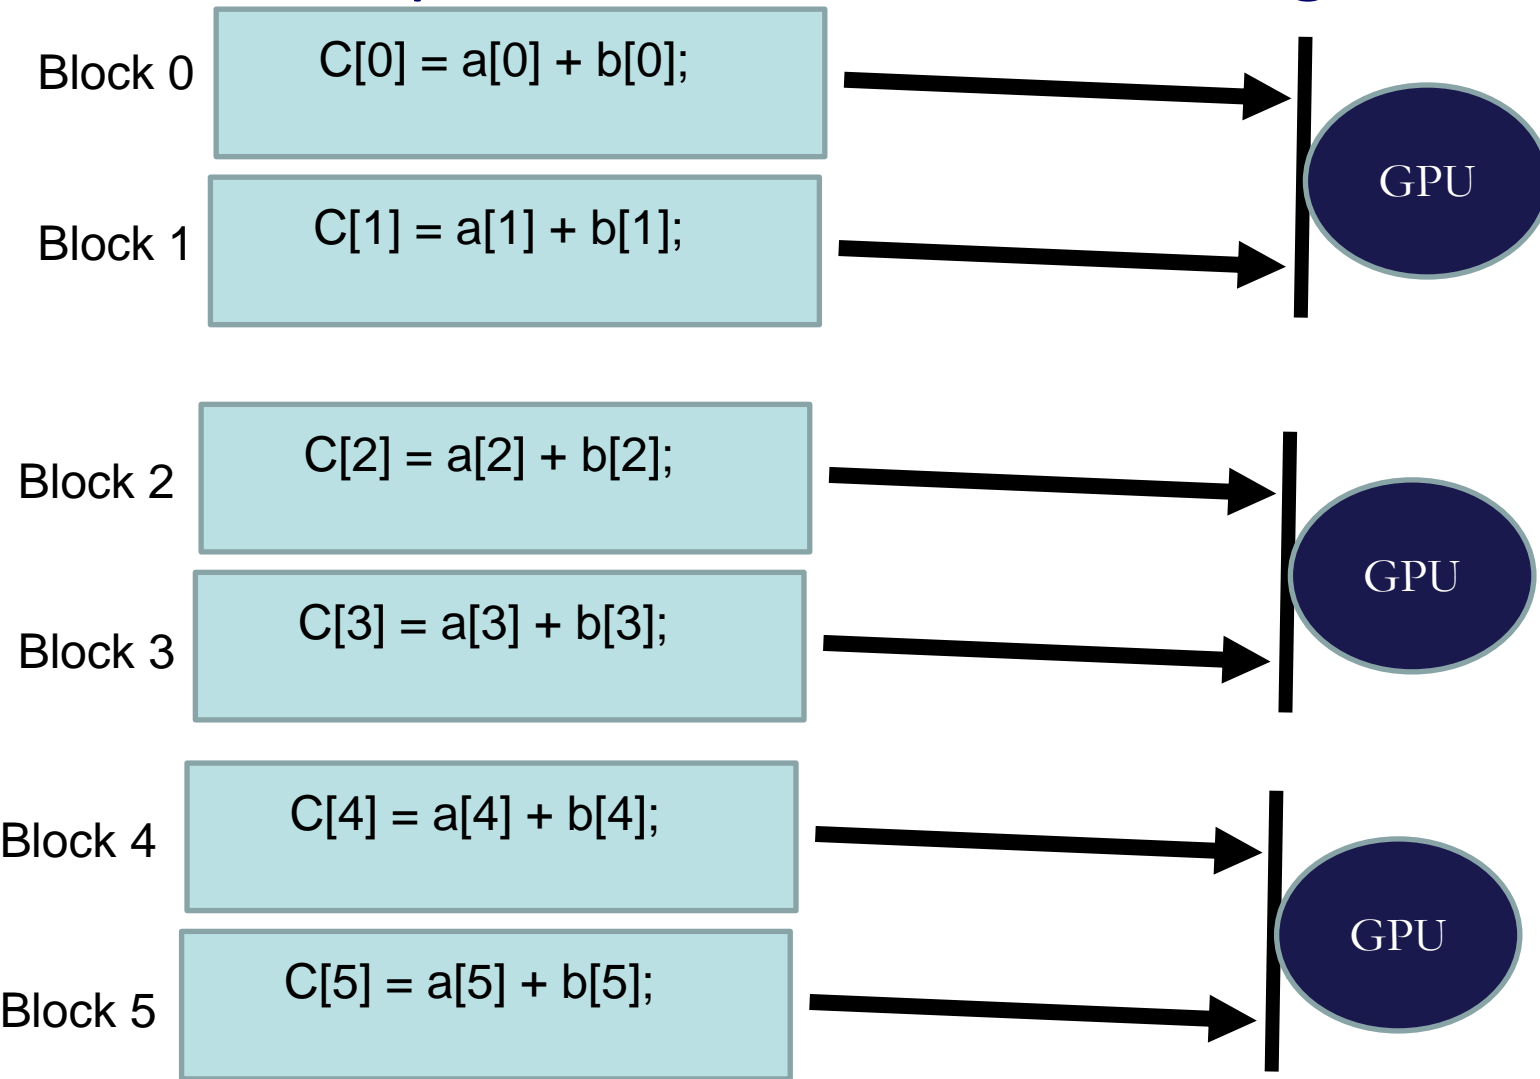 Block 0
C[0] = a[0] + b[0];
GPU
Block 1
C[1] = a[1] + b[1];
Block 2
C[2] = a[2] + b[2];
GPU
Block 3
C[3] = a[3] + b[3];
Block 4
C[4] = a[4] + b[4];
GPU
Block 5
C[5] = a[5] + b[5];